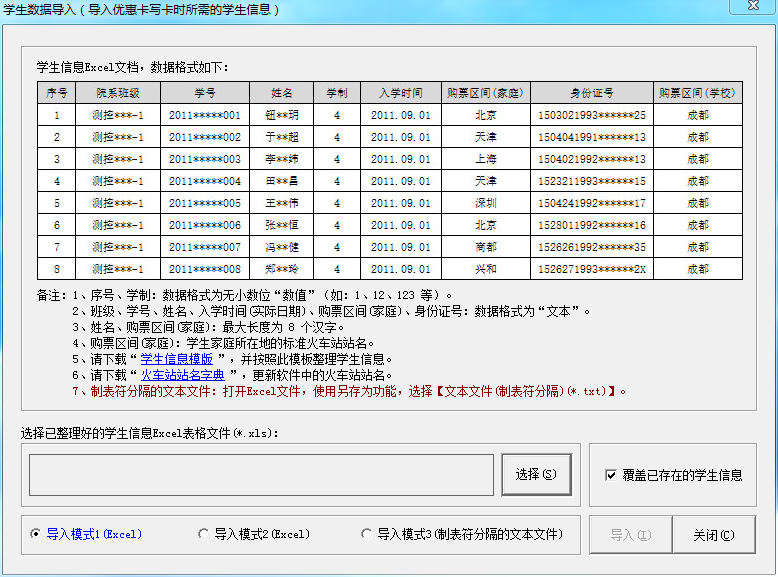 学生数据导入（导入优惠卡写卡时所需的学生信息）
学生信息Excel文档，数据格式如下：
序号 院系班级 学号 姓名 学制 入学时间 购票区间(家庭) 身份证号 购票区间(学校)
1 测控***-1 2011*****001 钮**玥 4 2011.09.01 北京 1503021993******25 成都
2 测控***-1 2011*****002 于**超 4 2011.09.01 天津 1504041991******13 成都
3 测控***-1 2011*****003 李**纬 4 2011.09.01 上海 1504021992******13 成都
4 测控***-1 2011*****004 田**昌 4 2011.09.01 天津 1523211993******15 成都
5 测控***-1 2011*****005 王**伟 4 2011.09.01 深圳 1504241992******17 成都
6 测控***-1 2011*****006 张**恒 4 2011.09.01 北京 1528011992******16 成都
7 测控***-1 2011*****007 冯**健 4 2011.09.01 商都 1526261992******35 成都
8 测控***-1 2011*****008 郑**玲 4 2011.09.01 兴和 1526271993******2X 成都
备注：1、序号、学制：数据格式为无小数位“数值”（如：1、12、123 等）。
2、班级、学号、姓名、入学时间(实际日期)、购票区间(家庭)、身份证号：数据格式为“文本”。
3、姓名、购票区间(家庭)：最大长度为 8 个汉字。
4、购票区间(家庭)：学生家庭所在地的标准火车站站名。
5、请下载“ 学生信息模版 ”，并按照此模板整理学生信息。
6、请下载“ 火车站站名字典 ”，更新软件中的火车站站名。
7、制表符分隔的文本文件：打开Excel文件，使用另存为功能，选择【文本文件(制表符分隔)(*.txt)】。
选择已整理好的学生信息Excel表格文件(*.xls)：
选择(S)
覆盖已存在的学生信息
导入模式1(Excel) 导入模式2(Excel) 导入模式3(制表符分隔的文本文件)
导入(I) 关闭(C)